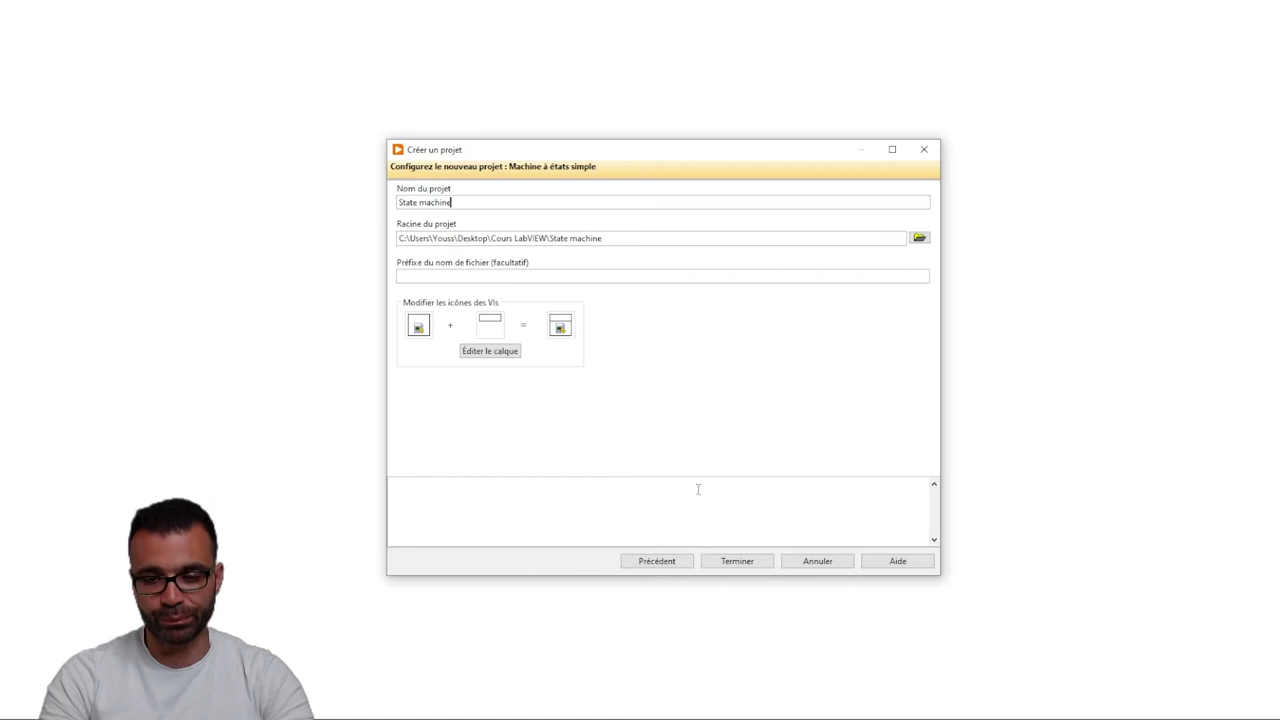 Créer un projet
Configurez le nouveau projet : Machine à états simple
Nom du projet
State machine
Racine du projet
C:\Users\Youss\Desktop\Cours LabVIEW\State machine
Préfixe du nom de fichier (facultatif)
Modifier les icônes des VIs
+ =
Éditer le calque
Précédent Terminer Annuler Aide